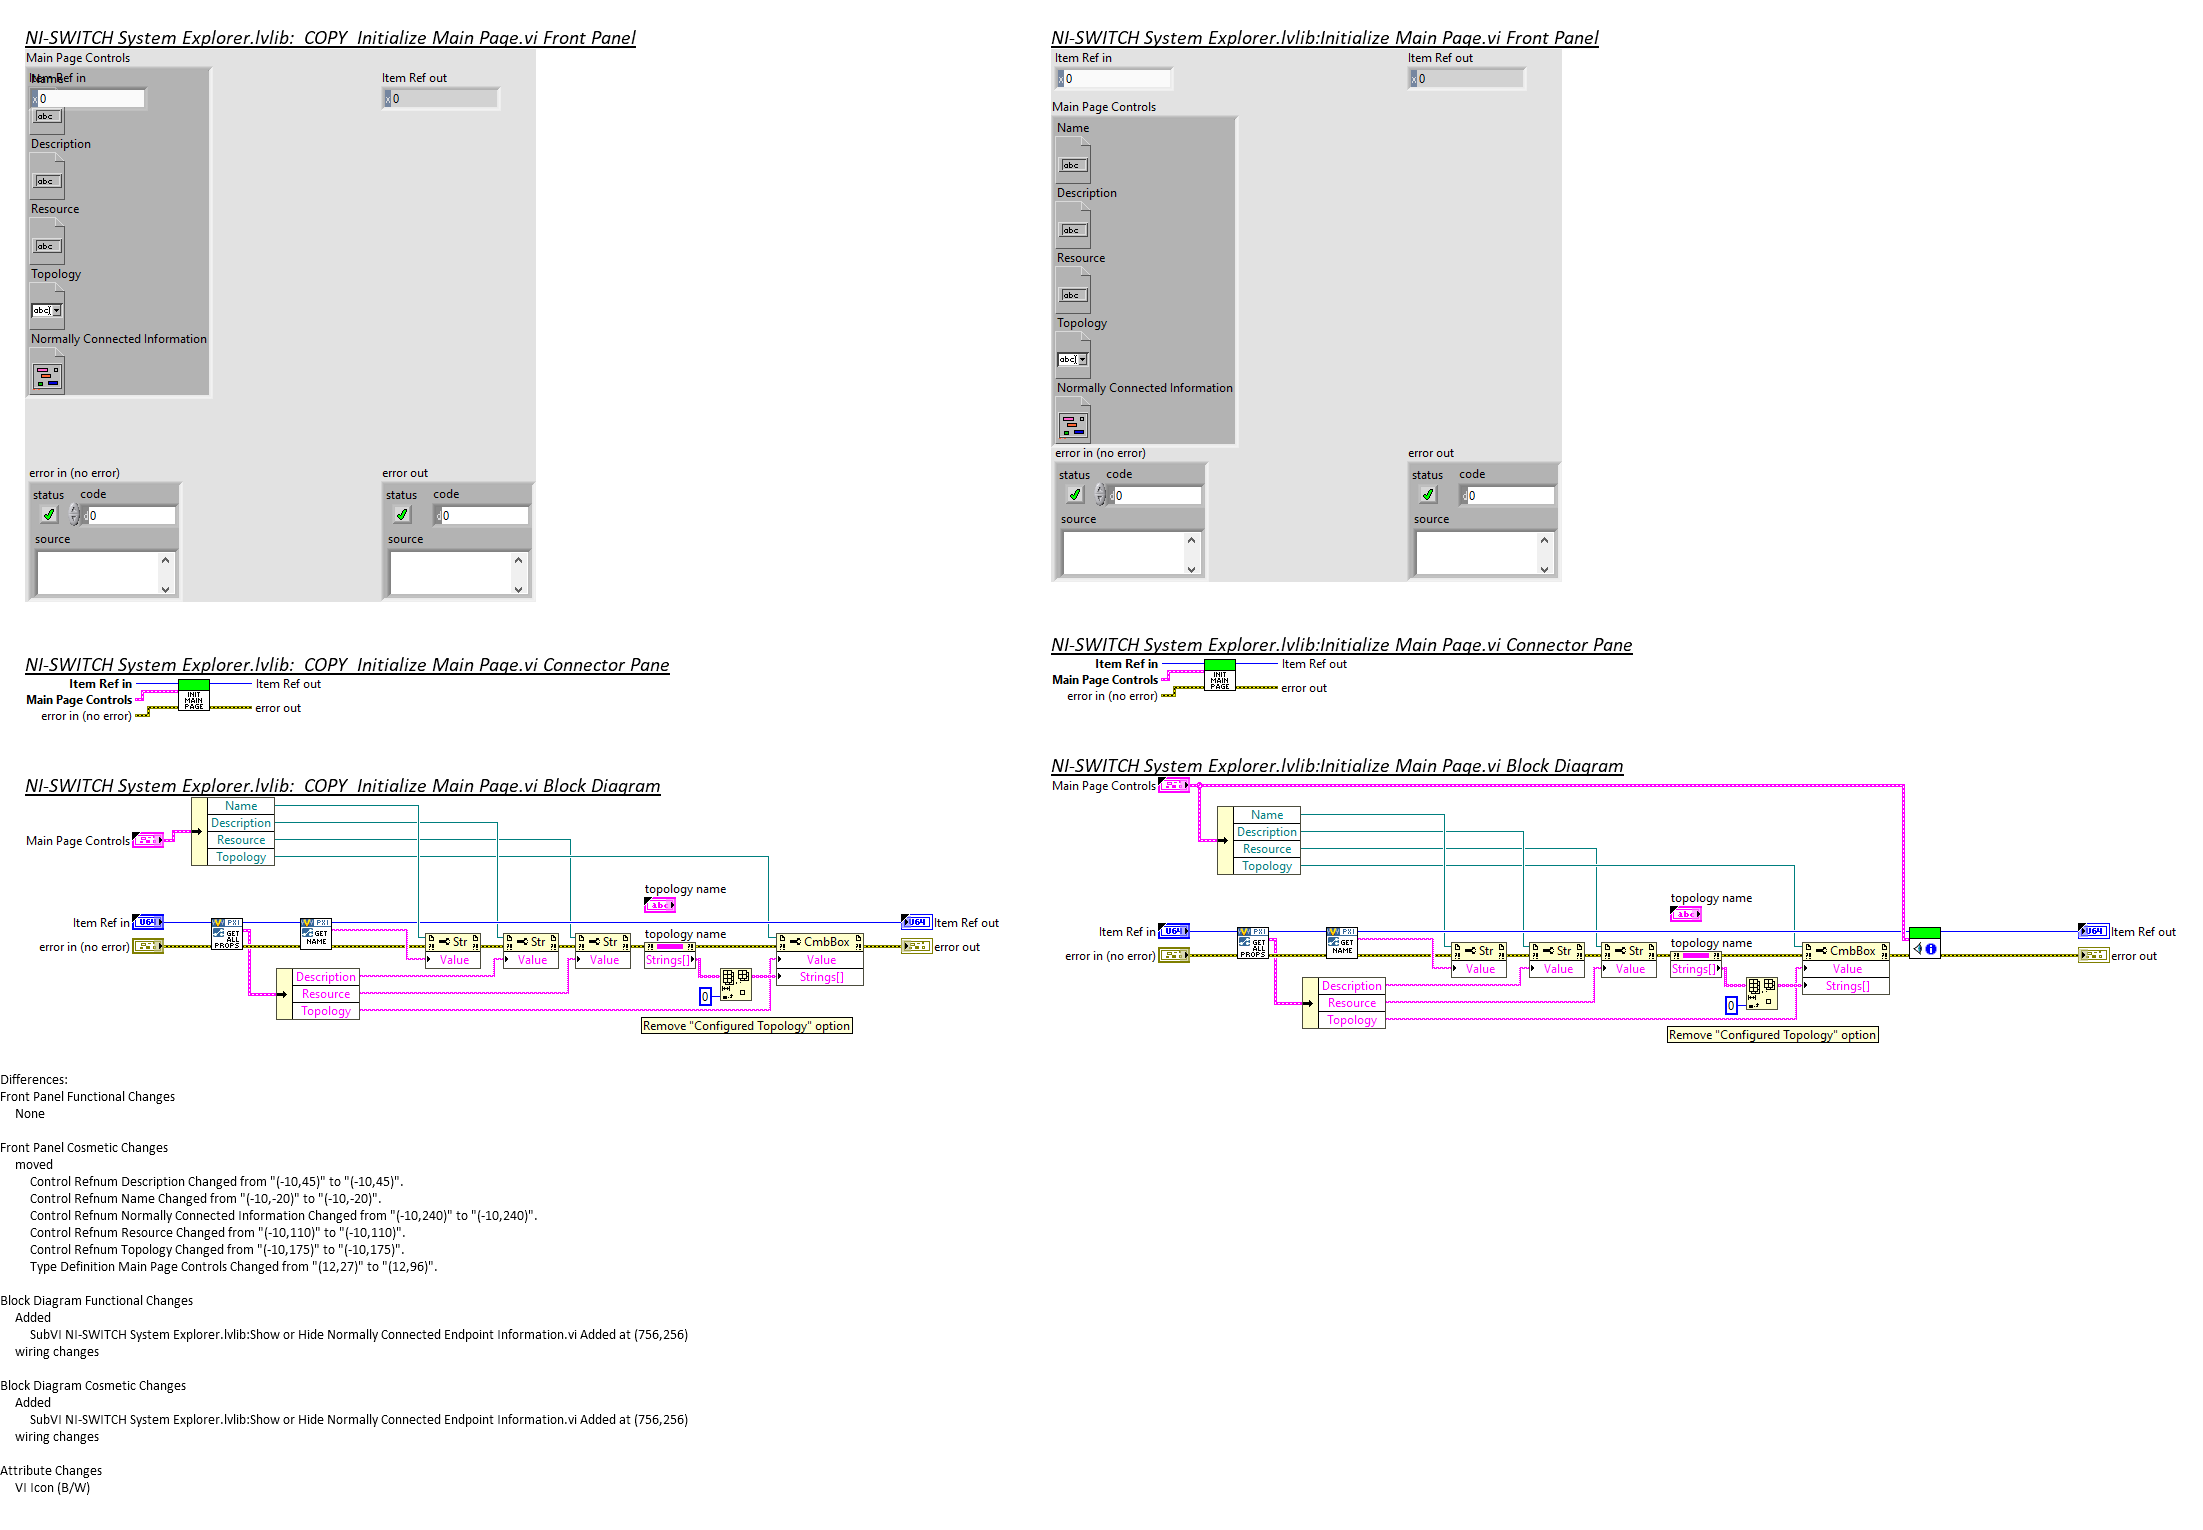 NI-SWITCH System Explorer.lvlib:  COPY  Initialize Main Page.vi Front Panel
Main Page Controls
Item Ref in
Item Ref out
0
0
abc
Description
abc
Resource
abc
Topology
abc
Normally Connected Information
error in (no error)
error out
status code
status code
0
0
source
source
NI-SWITCH System Explorer.lvlib:Initialize Main Page.vi Front Panel
Item Ref in
Item Ref out
0
0
Main Page Controls
Name
abc
Description
abc
Resource
abc
Topology
abc
Normally Connected Information
error in (no error)
error out
status code
status code
0
0
source
source
NI-SWITCH System Explorer.lvlib:  COPY  Initialize Main Page.vi Connector Pane
Item Ref in
Item Ref out
Main Page Controls
error in (no error)
error out
INIT
MAIN
PAGE
NI-SWITCH System Explorer.lvlib:Initialize Main Page.vi Connector Pane
Item Ref in
Item Ref out
Main Page Controls
error in (no error)
error out
INIT
MAIN
PAGE
NI-SWITCH System Explorer.lvlib:  COPY  Initialize Main Page.vi Block Diagram
Name
Description
Resource
Topology
Main Page Controls
topology name
abc
Item Ref in
U64
PXI
GET
ALL
PROPS
PXI
GET
NAME
U64
Item Ref out
topology name
error in (no error)
Str
Str
Str
CmbBox
error out
Value
Value
Value
Strings[]
Value
Strings[]
Description
Resource
Topology
0
Remove "Configured Topology" option
NI-SWITCH System Explorer.lvlib:Initialize Main Page.vi Block Diagram
Main Page Controls
Name
Description
Resource
Topology
topology name
abc
Item Ref in
U64
PXI
GET
ALL
PROPS
PXI
GET
NAME
U64
Item Ref out
topology name
error in (no error)
Str
Str
Str
CmbBox
error out
Value
Value
Value
Strings[]
Value
Strings[]
Description
Resource
Topology
0
Remove "Configured Topology" option
Differences:
Front Panel Functional Changes
None
Front Panel Cosmetic Changes
moved
Control Refnum Description Changed from "(-10,45)" to "(-10,45)".
Control Refnum Name Changed from "(-10,-20)" to "(-10,-20)".
Control Refnum Normally Connected Information Changed from "(-10,240)" to "(-10,240)".
Control Refnum Resource Changed from "(-10,110)" to "(-10,110)".
Control Refnum Topology Changed from "(-10,175)" to "(-10,175)".
Type Definition Main Page Controls Changed from "(12,27)" to "(12,96)".
Block Diagram Functional Changes
Added
SubVI NI-SWITCH System Explorer.lvlib:Show or Hide Normally Connected Endpoint Information.vi Added at (756,256)
wiring changes
Block Diagram Cosmetic Changes
Added
SubVI NI-SWITCH System Explorer.lvlib:Show or Hide Normally Connected Endpoint Information.vi Added at (756,256)
wiring changes
Attribute Changes
VI Icon (B/W)